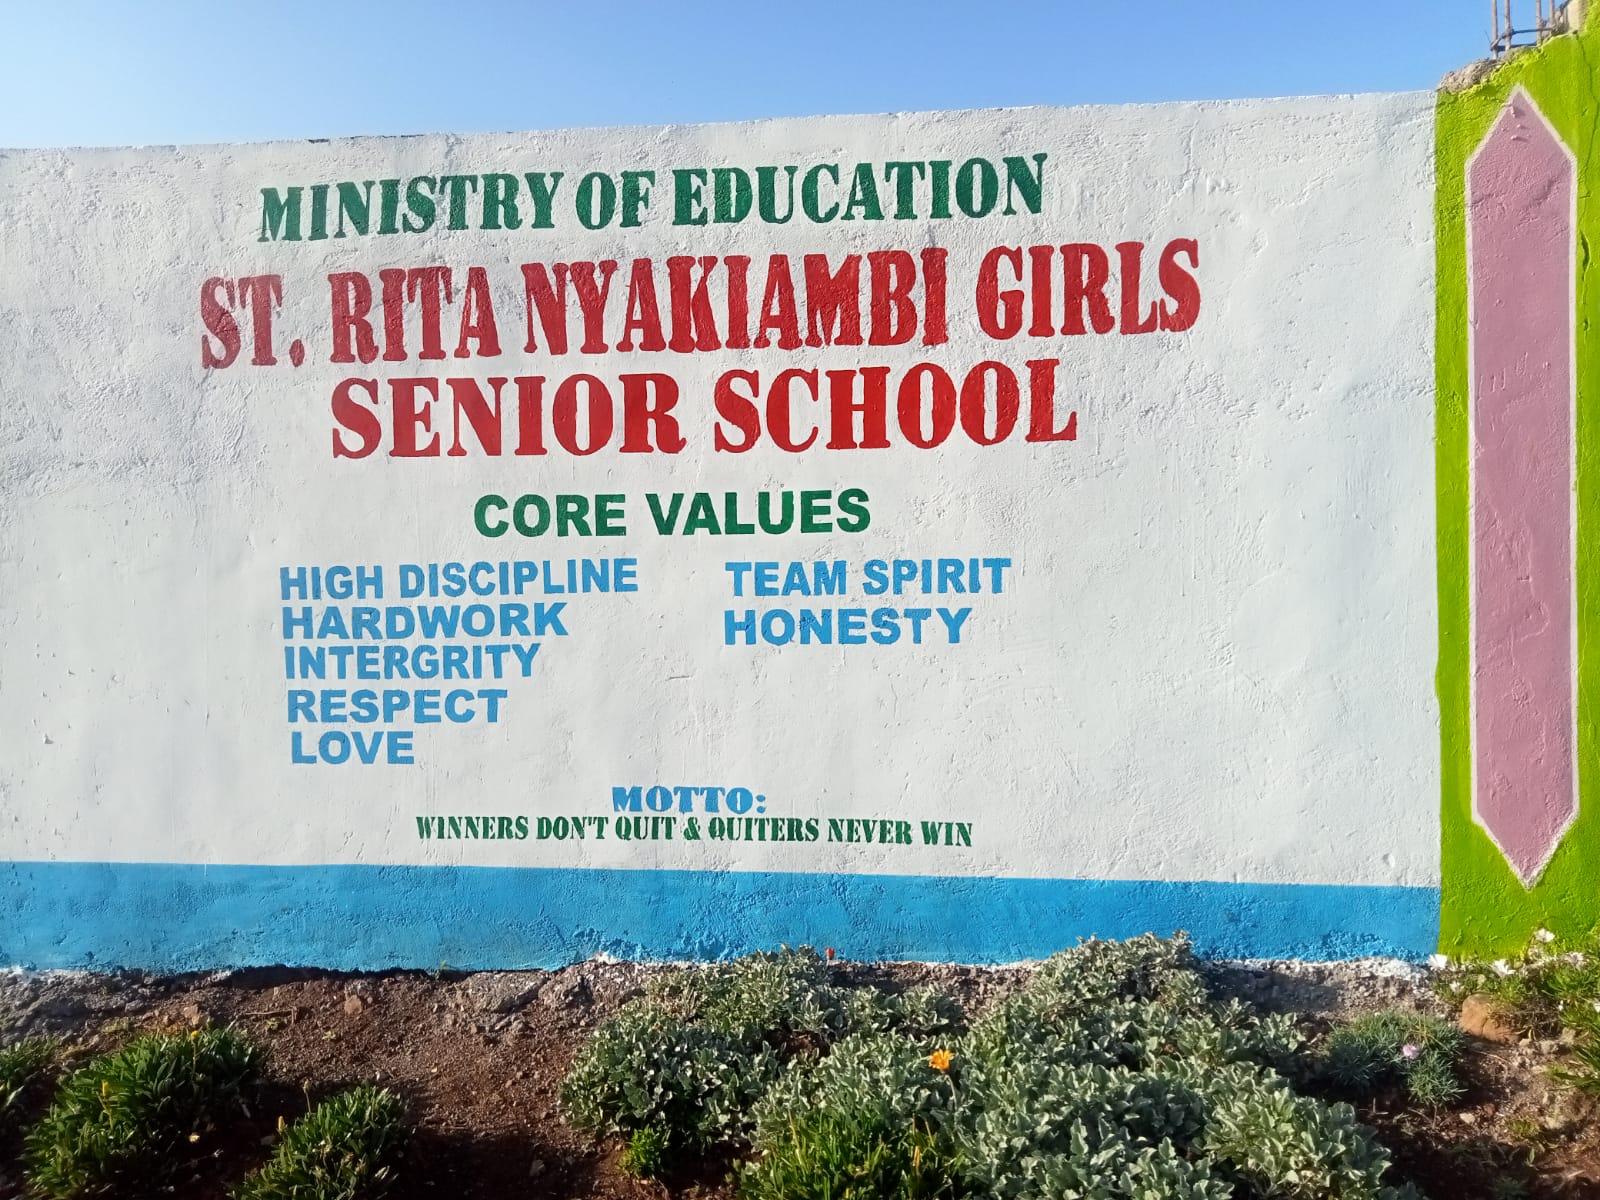 MINISTRY OF EDUCATION
ST. RITA NYAKIAMBI GIRLS
SENIOR SCHOOL
CORE VALUES
HIGH DISCIPLINE
HARDWORK
INTERGRITY
RESPECT
LOVE
TEAM SPIRIT
HONESTY
MOTTO:
WINNERS DON'T QUIT & QUITERS NEVER WIN